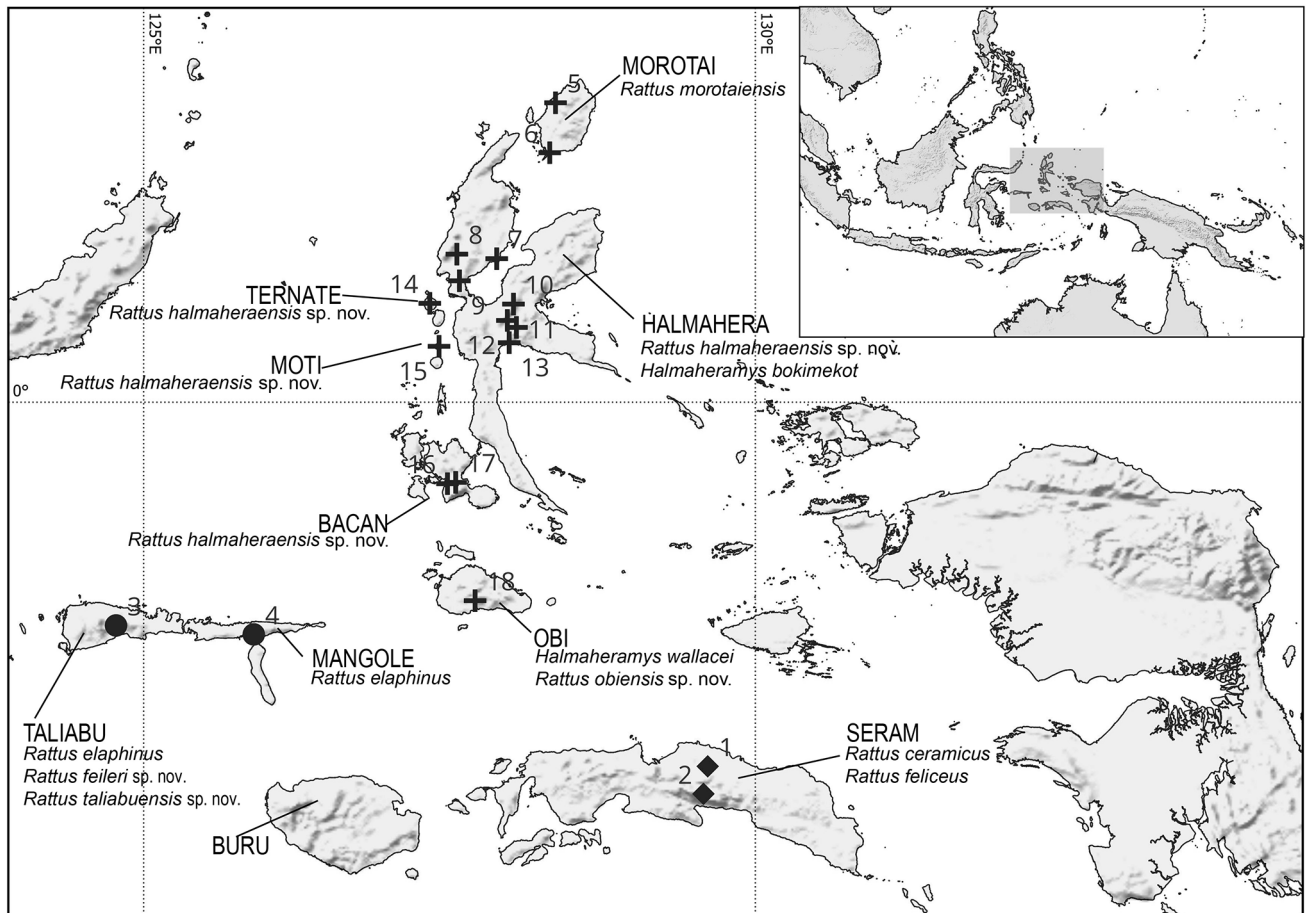 125°E
130°E
5
MOROTAI
Rattus morotaiensis
6
8
7
14
TERNATE
Rattus halmaheraensis sp. nov.
10
9
11
HALMAHERA
Rattus halmaheraensis sp. nov.
Halmaheramys bokimekot
12
13
MOTI
15
Rattus halmaheraensis sp. nov.
0°
16
17
BACAN
Rattus halmaheraensis sp. nov.
18
OBI
Halmaheramys wallacei
Rattus obiensis sp. nov.
3
4
MANGOLE
Rattus elaphinus
TALIABU
Rattus elaphinus
Rattus feileri sp. nov.
Rattus taliabuensis sp. nov.
BURU
1
2
SERAM
Rattus ceramicus
Rattus feliceus